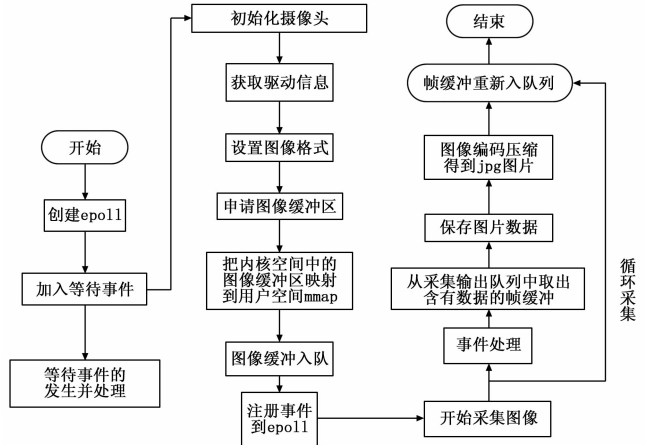 开始
创建epoll
加入等待事件
等待事件的
发生并处理
初始化摄像头
获取驱动信息
设置图像格式
申请图像缓冲区
把内核空间中的
图像缓冲区映射
到用户空间mmap
图像缓冲入队
注册事件
到epoll
开始采集图像
事件处理
从采集输出队列中取出
含有数据的帧缓冲
保存图片数据
图像编码压缩
得到jpg图片
帧缓冲重新入队列
结束
循环采集